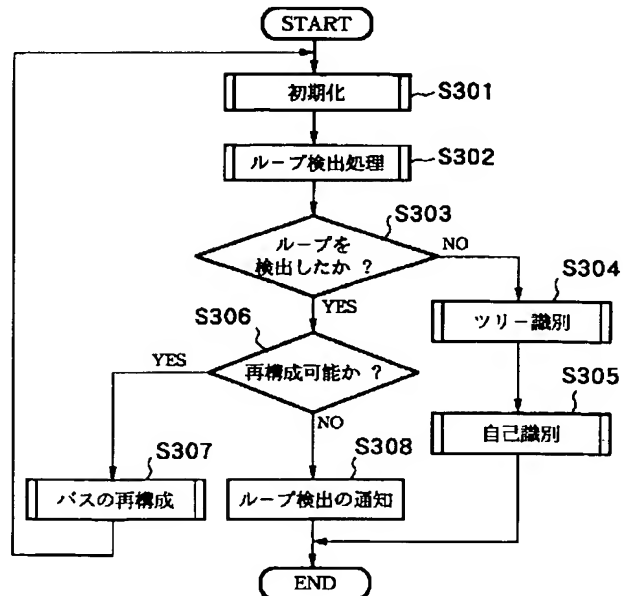 START
初期化
S301
ループ検出処理
S302
S303
ループを
検出したか ?
NO
YES
S304
ツリー識別
S306
YES
再構成可能か ?
NO
S305
自己識別
S307
バスの再構成
S308
ループ検出の通知
END